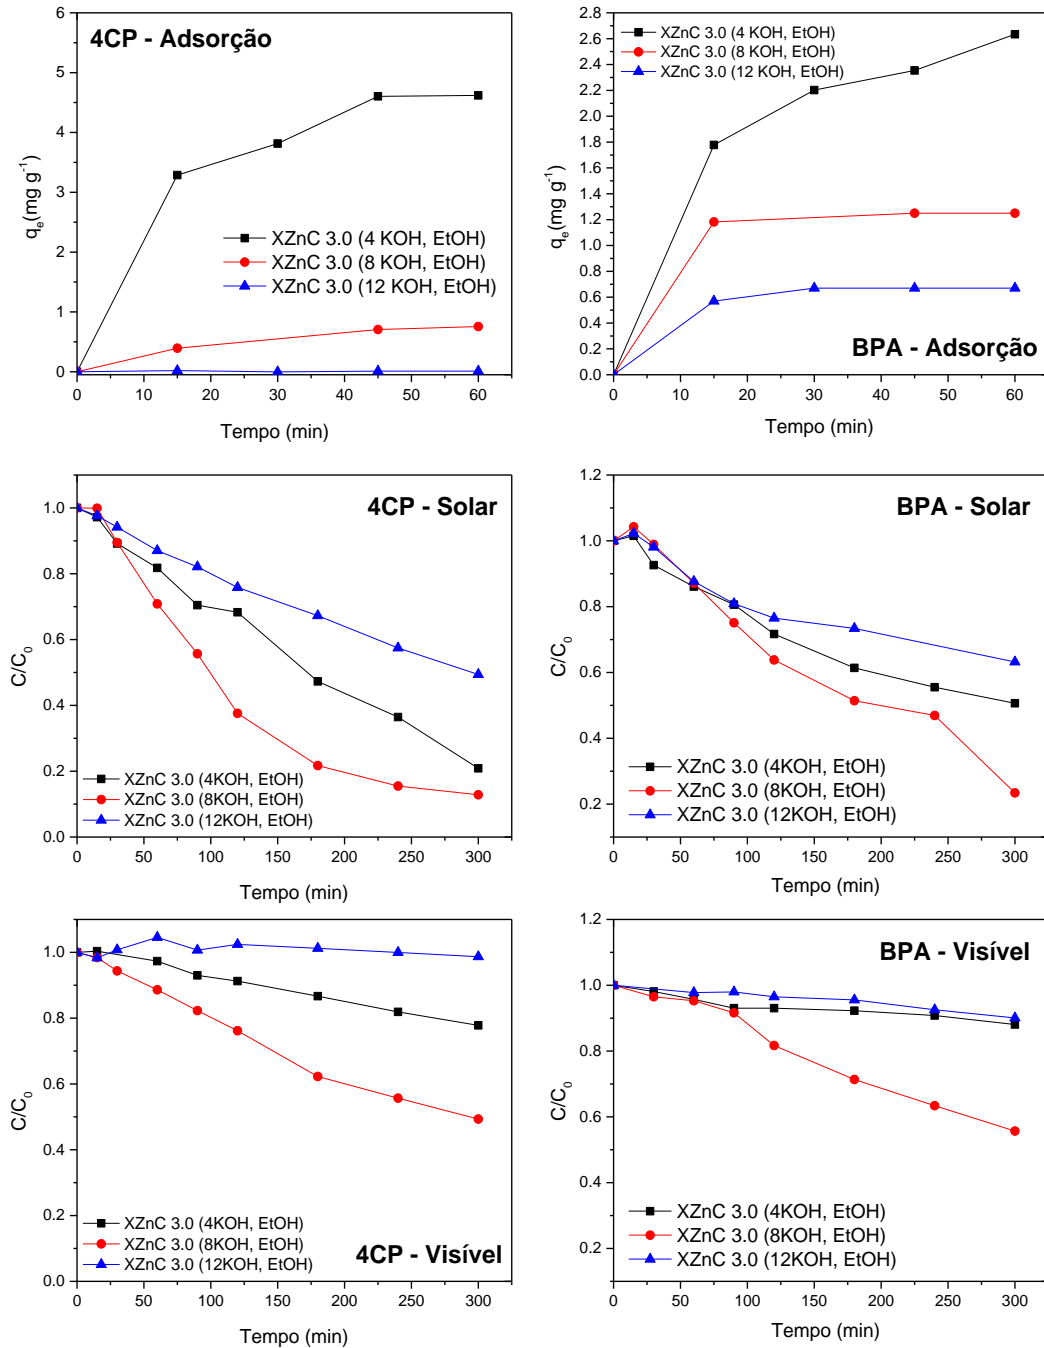 4CP - Adsorção
6
5
4
3
2
1
0
qe(mg g-1)
XZnC 3.0 (4 KOH, EtOH)
XZnC 3.0 (8 KOH, EtOH)
XZnC 3.0 (12 KOH, EtOH)
0 10 20 30 40 50 60
Tempo (min)
XZnC 3.0 (4 KOH, EtOH)
XZnC 3.0 (8 KOH, EtOH)
XZnC 3.0 (12 KOH, EtOH)
2.8
2.6
2.4
2.2
2.0
1.8
1.6
1.4
1.2
1.0
0.8
0.6
0.4
0.2
0.0
qe(mg g-1)
BPA - Adsorção
0 10 20 30 40 50 60
Tempo (min)
4CP - Solar
1.0
0.8
0.6
0.4
0.2
0.0
C/C0
XZnC 3.0 (4KOH, EtOH)
XZnC 3.0 (8KOH, EtOH)
XZnC 3.0 (12KOH, EtOH)
0 50 100 150 200 250 300
Tempo (min)
BPA - Solar
1.2
1.0
0.8
0.6
0.4
0.2
C/C0
XZnC 3.0 (4KOH, EtOH)
XZnC 3.0 (8KOH, EtOH)
XZnC 3.0 (12KOH, EtOH)
0 50 100 150 200 250 300
Tempo (min)
1.0
0.8
0.6
0.4
0.2
0.0
C/C0
XZnC 3.0 (4KOH, EtOH)
XZnC 3.0 (8KOH, EtOH)
XZnC 3.0 (12KOH, EtOH)
4CP - Visível
0 50 100 150 200 250 300
Tempo (min)
BPA - Visível
1.2
1.0
0.8
0.6
0.4
0.2
C/C0
XZnC 3.0 (4KOH, EtOH)
XZnC 3.0 (8KOH, EtOH)
XZnC 3.0 (12KOH, EtOH)
0 50 100 150 200 250 300
Tempo (min)